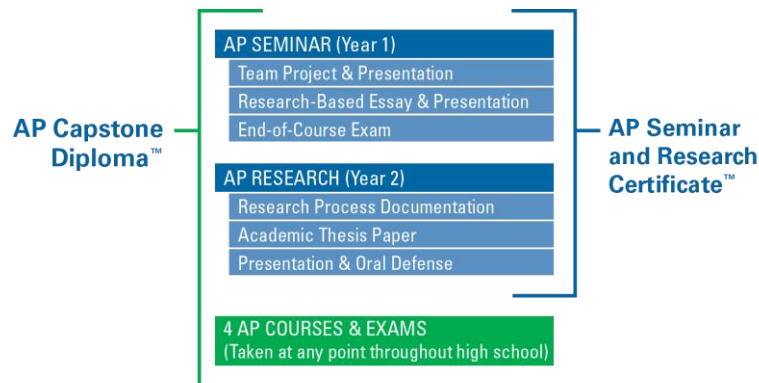 AP Capstone
Diploma™
AP SEMINAR (Year 1)
Team Project & Presentation
Research-Based Essay & Presentation
End-of-Course Exam
AP RESEARCH (Year 2)
Research Process Documentation
Academic Thesis Paper
Presentation & Oral Defense
4 AP COURSES & EXAMS
(Taken at any point throughout high school)
AP Seminar
and Research
Certificate™